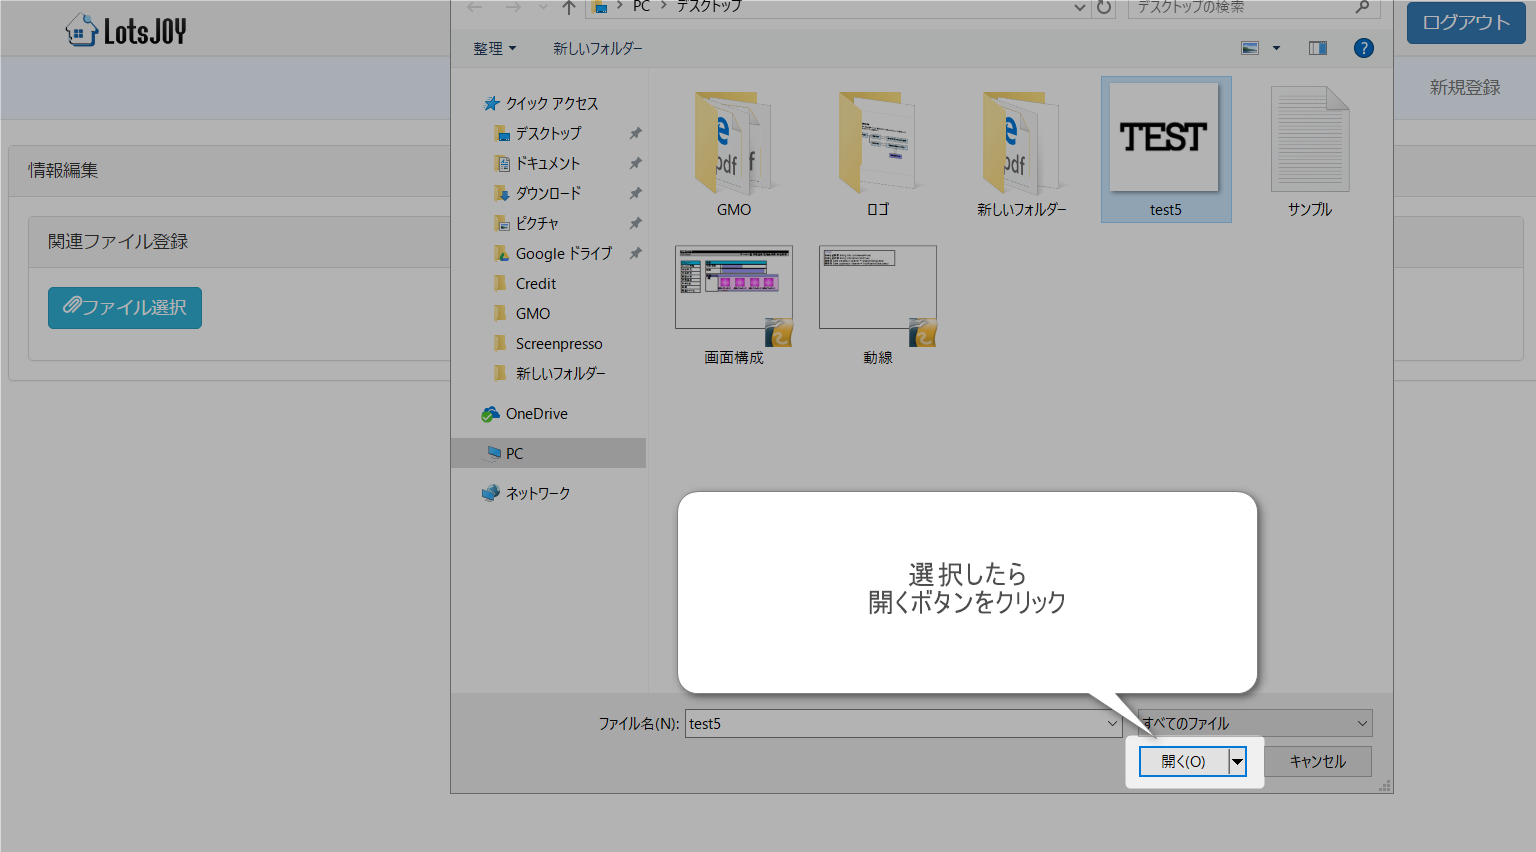 LotsJOY
ログアウト
新規登録
情報編集
関連ファイル登録
ファイル選択
PC
デスクトップ
デスクトップの検索
整理
新しいフォルダー
クイック アクセス
デスクトップ
ドキュメント
ダウンロード
ピクチャ
Google ドライブ
Credit
GMO
Screenpresso
新しいフォルダー
OneDrive
PC
ネットワーク
pdf
GMO
ロゴ
pdf
新しいフォルダー
TEST
test5
サンプル
画面構成
動線
選択したら
開くボタンをクリック
ファイル名(N):
test5
すべてのファイル
開く(O)
キャンセル